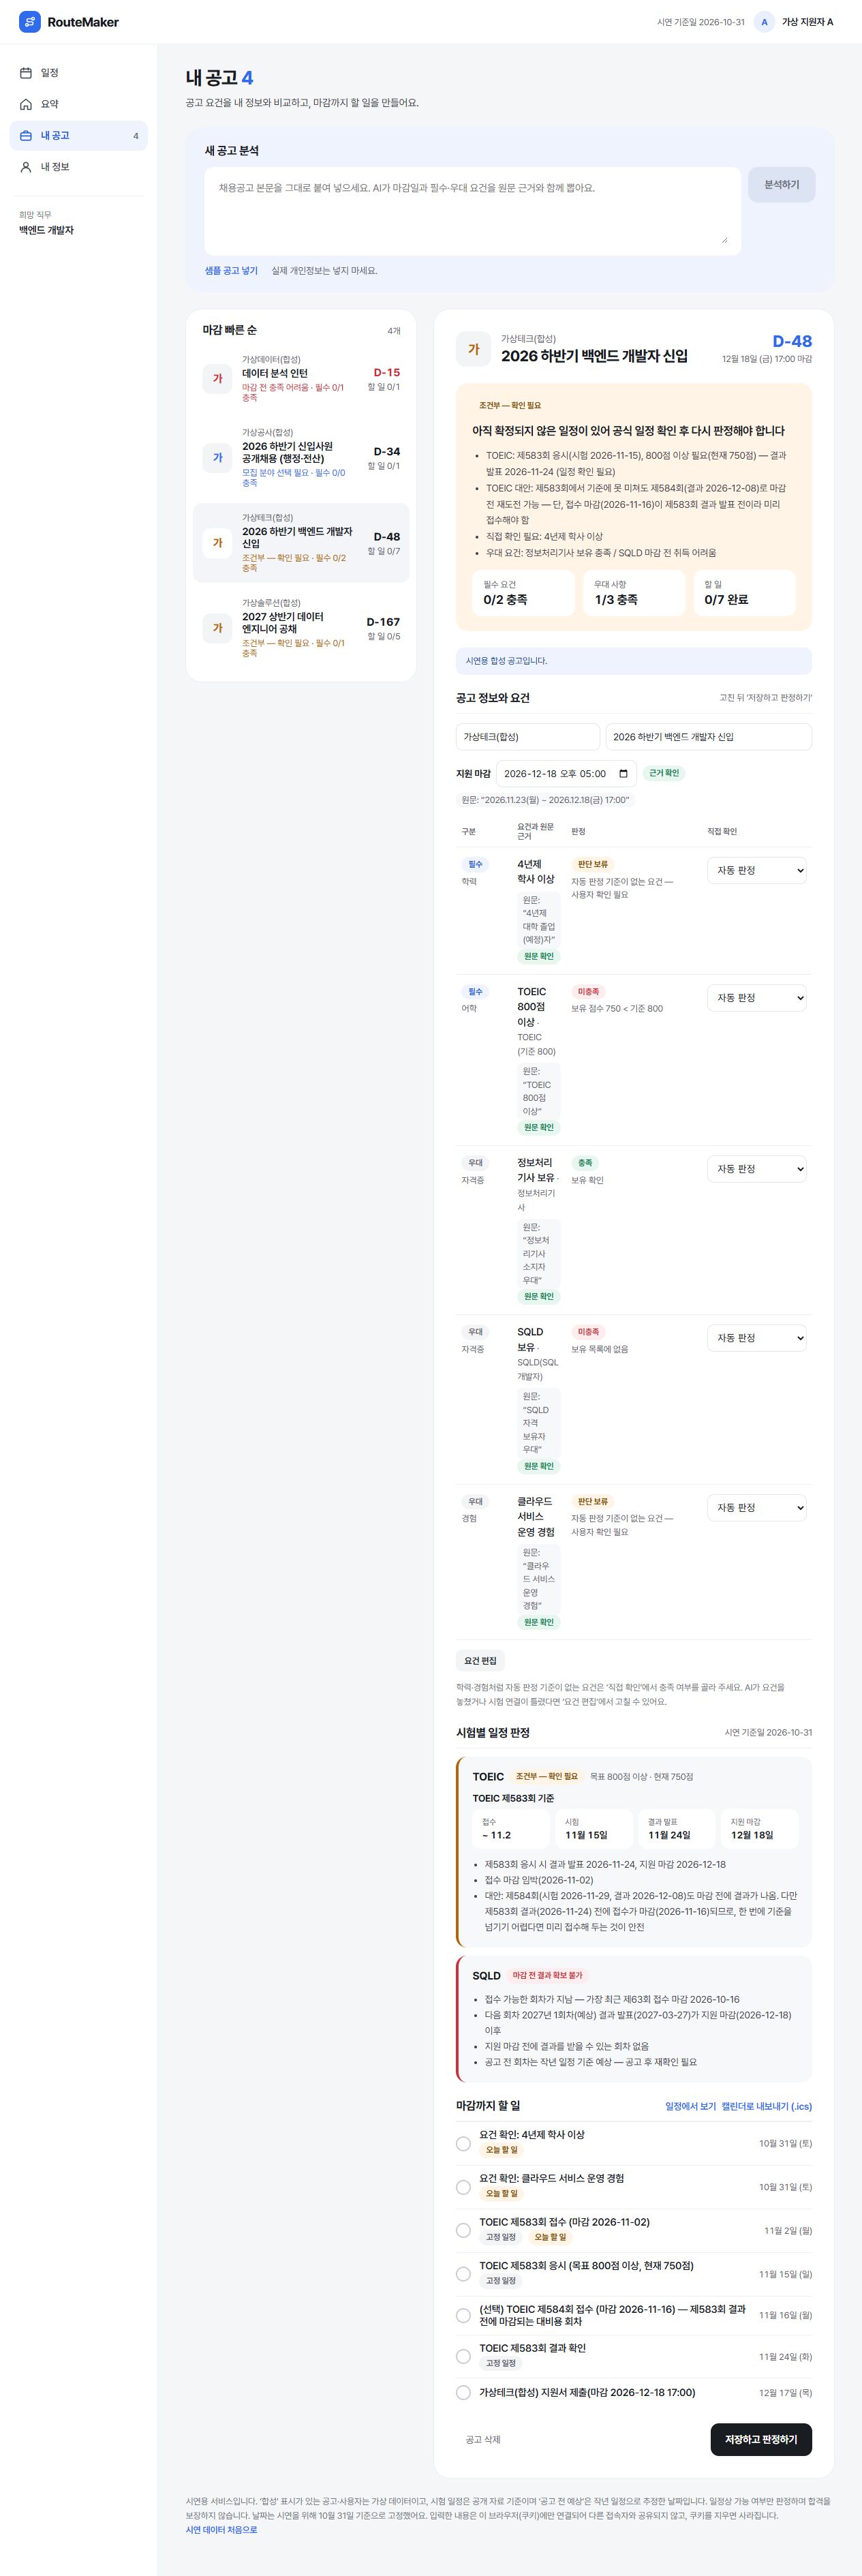 RouteMaker
시연 기준일 2026-10-31
A
가상 지원자 A
일정
요약
내 공고
4
내 정보
희망 직무
백엔드 개발자
내 공고 4
공고 요건을 내 정보와 비교하고, 마감까지 할 일을 만들어요.
새 공고 분석
채용공고 본문을 그대로 붙여 넣으세요. AI가 마감일과 필수·우대 요건을 원문 근거와 함께 뽑아요.
분석하기
샘플 공고 넣기
실제 개인정보는 넣지 마세요.
마감 빠른 순
4개
가
가상데이터(합성)
데이터 분석 인턴
마감 전 충족 어려움 · 필수 0/1
충족
D-15
할 일 0/1
가
가상공사(합성)
2026 하반기 신입사원
공개채용 (행정·전산)
모집 분야 선택 필요 · 필수 0/0
충족
D-34
할 일 0/1
가
가상테크(합성)
2026 하반기 백엔드 개발자
신입
조건부 — 확인 필요 · 필수 0/2
충족
D-48
할 일 0/7
가
가상솔루션(합성)
2027 상반기 데이터
엔지니어 공채
조건부 — 확인 필요 · 필수 0/1
충족
D-167
할 일 0/5
가
가상테크(합성)
2026 하반기 백엔드 개발자 신입
D-48
12월 18일 (금) 17:00 마감
조건부 — 확인 필요
아직 확정되지 않은 일정이 있어 공식 일정 확인 후 다시 판정해야 합니다
• TOEIC: 제583회 응시(시험 2026-11-15), 800점 이상 필요(현재 750점) — 결과
발표 2026-11-24 (일정 확인 필요)
• TOEIC 대안: 제583회에서 기준에 못 미쳐도 제584회(결과 2026-12-08)로 마감
전 재도전 가능 — 단, 접수 마감(2026-11-16)이 제583회 결과 발표 전이라 미리
접수해야 함
• 직접 확인 필요: 4년제 학사 이상
• 우대 요건: 정보처리기사 보유 충족 / SQLD 마감 전 취득 어려움
필수 요건
0/2 충족
우대 사항
1/3 충족
할 일
0/7 완료
시연용 합성 공고입니다.
공고 정보와 요건
고친 뒤 '저장하고 판정하기'
가상테크(합성)
2026 하반기 백엔드 개발자 신입
지원 마감
2026-12-18 오후 05:00
근거 확인
원문: "2026.11.23(월) ~ 2026.12.18(금) 17:00"
구분
요건과 원문
근거
판정
직접 확인
필수
학력
4년제
학사 이상
원문:
"4년제
대학 졸업
(예정)자"
원문 확인
판단 보류
자동 판정 기준이 없는 요건 —
사용자 확인 필요
자동 판정
필수
어학
TOEIC
800점
이상 ·
TOEIC
(기준 800)
원문:
"TOEIC
800점
이상"
원문 확인
미충족
보유 점수 750 < 기준 800
자동 판정
우대
자격증
정보처리
기사 보유 ·
정보처리기
사
원문:
"정보처
리기사
소지자
우대"
원문 확인
충족
보유 확인
자동 판정
우대
자격증
SQLD
보유 ·
SQLD(SQL
개발자)
원문:
"SQLD
자격
보유자
우대"
원문 확인
미충족
보유 목록에 없음
자동 판정
우대
경험
클라우드
서비스
운영 경험
원문:
"클라우
드 서비스
운영
경험"
원문 확인
판단 보류
자동 판정 기준이 없는 요건 —
사용자 확인 필요
자동 판정
요건 편집
학력·경험처럼 자동 판정 기준이 없는 요건은 '직접 확인'에서 충족 여부를 골라 주세요. AI가 요건을
놓쳤거나 시험 연결이 틀렸다면 '요건 편집'에서 고칠 수 있어요.
시험별 일정 판정
시연 기준일 2026-10-31
TOEIC
조건부 — 확인 필요
목표 800점 이상 · 현재 750점
TOEIC 제583회 기준
접수
~ 11.2
시험
11월 15일
결과 발표
11월 24일
지원 마감
12월 18일
• 제583회 응시 시 결과 발표 2026-11-24, 지원 마감 2026-12-18
• 접수 마감 임박(2026-11-02)
• 대안: 제584회(시험 2026-11-29, 결과 2026-12-08)도 마감 전에 결과가 나옴. 다만
제583회 결과(2026-11-24) 전에 접수가 마감(2026-11-16)되므로, 한 번에 기준을
넘기기 어렵다면 미리 접수해 두는 것이 안전
SQLD
마감 전 결과 확보 불가
• 접수 가능한 회차가 지남 — 가장 최근 제63회 접수 마감 2026-10-16
• 다음 회차 2027년 1회차(예상) 결과 발표(2027-03-27)가 지원 마감(2026-12-18)
이후
• 지원 마감 전에 결과를 받을 수 있는 회차 없음
• 공고 전 회차는 작년 일정 기준 예상 — 공고 후 재확인 필요
마감까지 할 일
일정에서 보기
캘린더로 내보내기 (.ics)
요건 확인: 4년제 학사 이상
오늘 할 일
10월 31일 (토)
요건 확인: 클라우드 서비스 운영 경험
오늘 할 일
10월 31일 (토)
TOEIC 제583회 접수 (마감 2026-11-02)
고정 일정
오늘 할 일
11월 2일 (월)
TOEIC 제583회 응시 (목표 800점 이상, 현재 750점)
고정 일정
11월 15일 (일)
(선택) TOEIC 제584회 접수 (마감 2026-11-16) — 제583회 결과
전에 마감되는 대비용 회차
11월 16일 (월)
TOEIC 제583회 결과 확인
고정 일정
11월 24일 (화)
가상테크(합성) 지원서 제출(마감 2026-12-18 17:00)
12월 17일 (목)
공고 삭제
저장하고 판정하기
시연용 서비스입니다. '합성' 표시가 있는 공고·사용자는 가상 데이터이고, 시험 일정은 공개 자료 기준이며 '공고 전 예상'은 작년 일정으로 추정한 날짜입니다. 일정상 가능 여부만 판정하며 합격을
보장하지 않습니다. 날짜는 시연을 위해 10월 31일 기준으로 고정했어요. 입력한 내용은 이 브라우저(쿠키)에만 연결되어 다른 접속자와 공유되지 않고, 쿠키를 지우면 사라집니다.
시연 데이터 처음으로